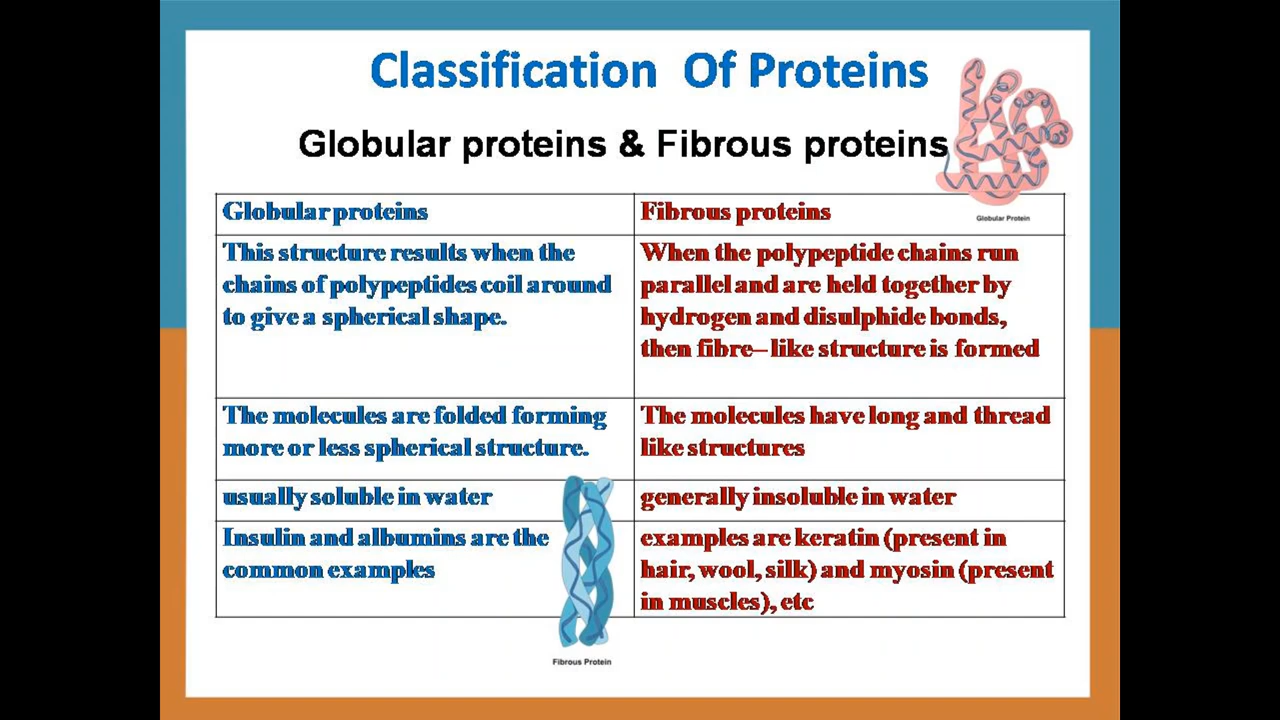 Classification Of Proteins
Globular proteins & Fibrous proteins
Globular Protein
Globular proteins
Fibrous proteins
This structure results when the
chains of polypeptides coil around
to give a spherical shape.
When the polypeptide chains run
parallel and are held together by
hydrogen and disulphide bonds,
then fibre– like structure is formed
The molecules are folded forming
more or less spherical structure.
The molecules have long and thread
like structures
usually soluble in water
generally insoluble in water
Insulin and albumins are the
common examples
examples are keratin (present in
hair, wool, silk) and myosin (present
in muscles), etc
Fibrous Protein